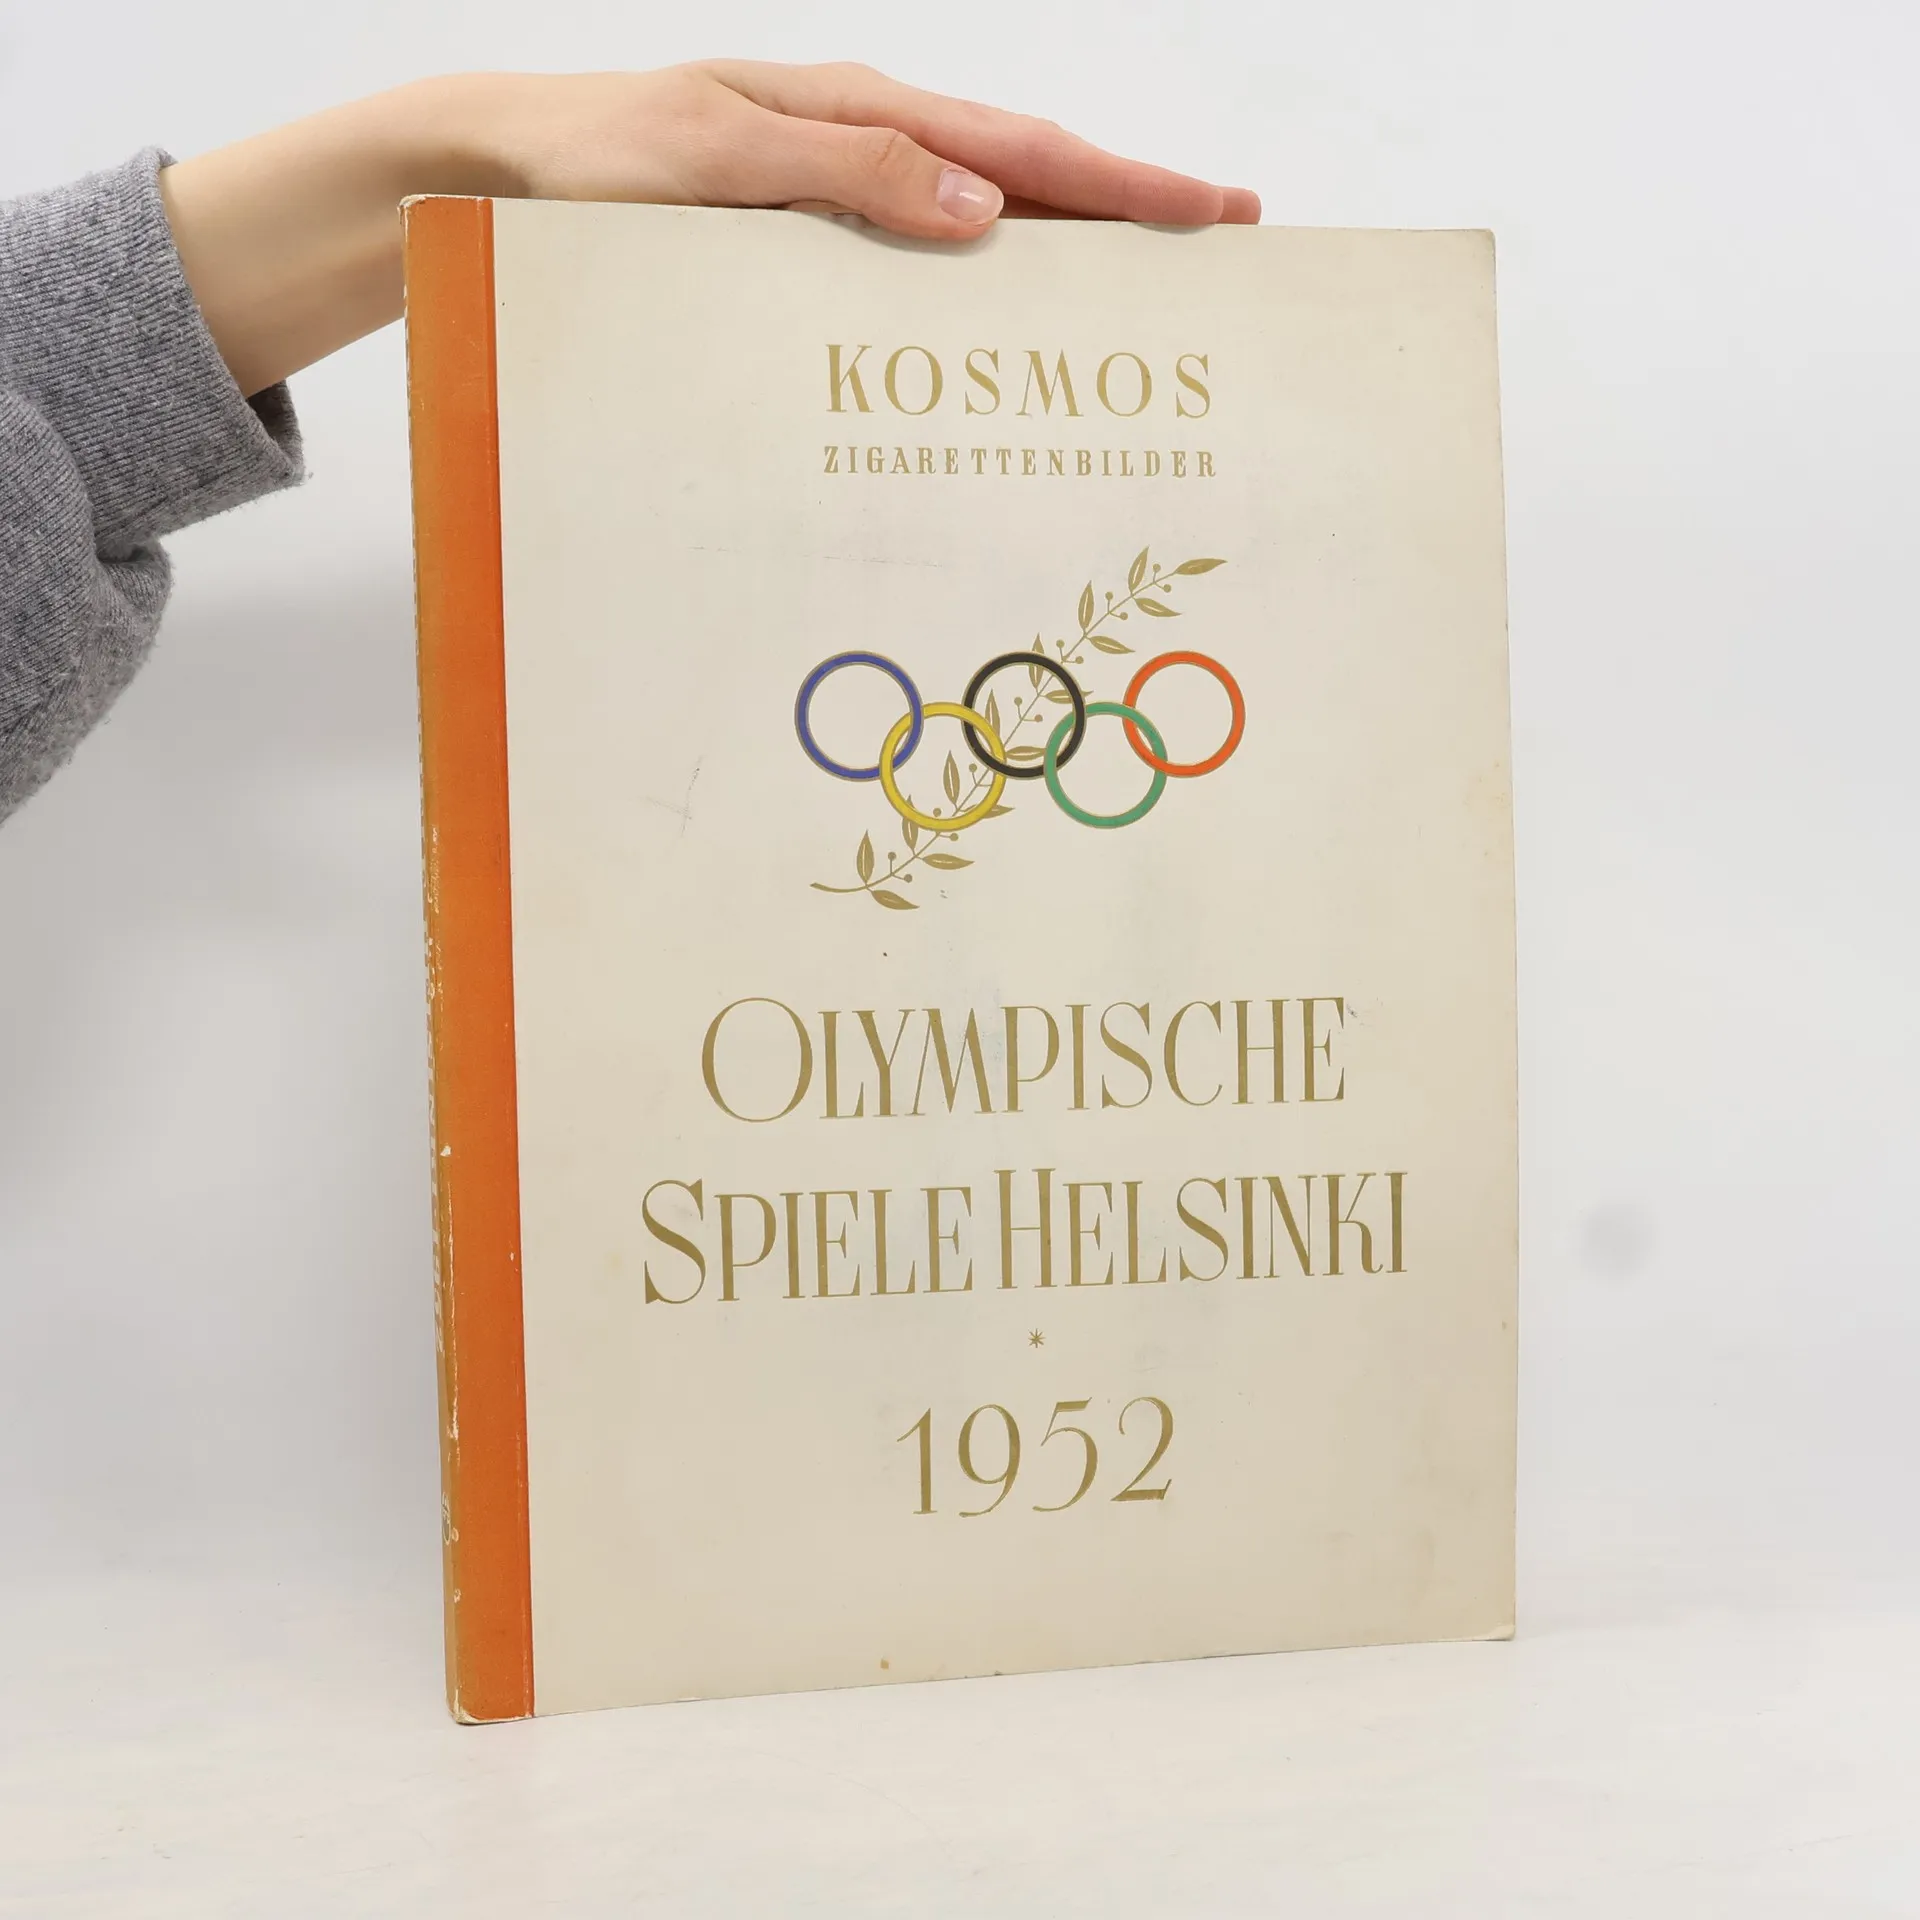 KOSMOS
ZIGARETTENBILDER
OLYMPISCHE
SPIELE HELSINKI
*
1952